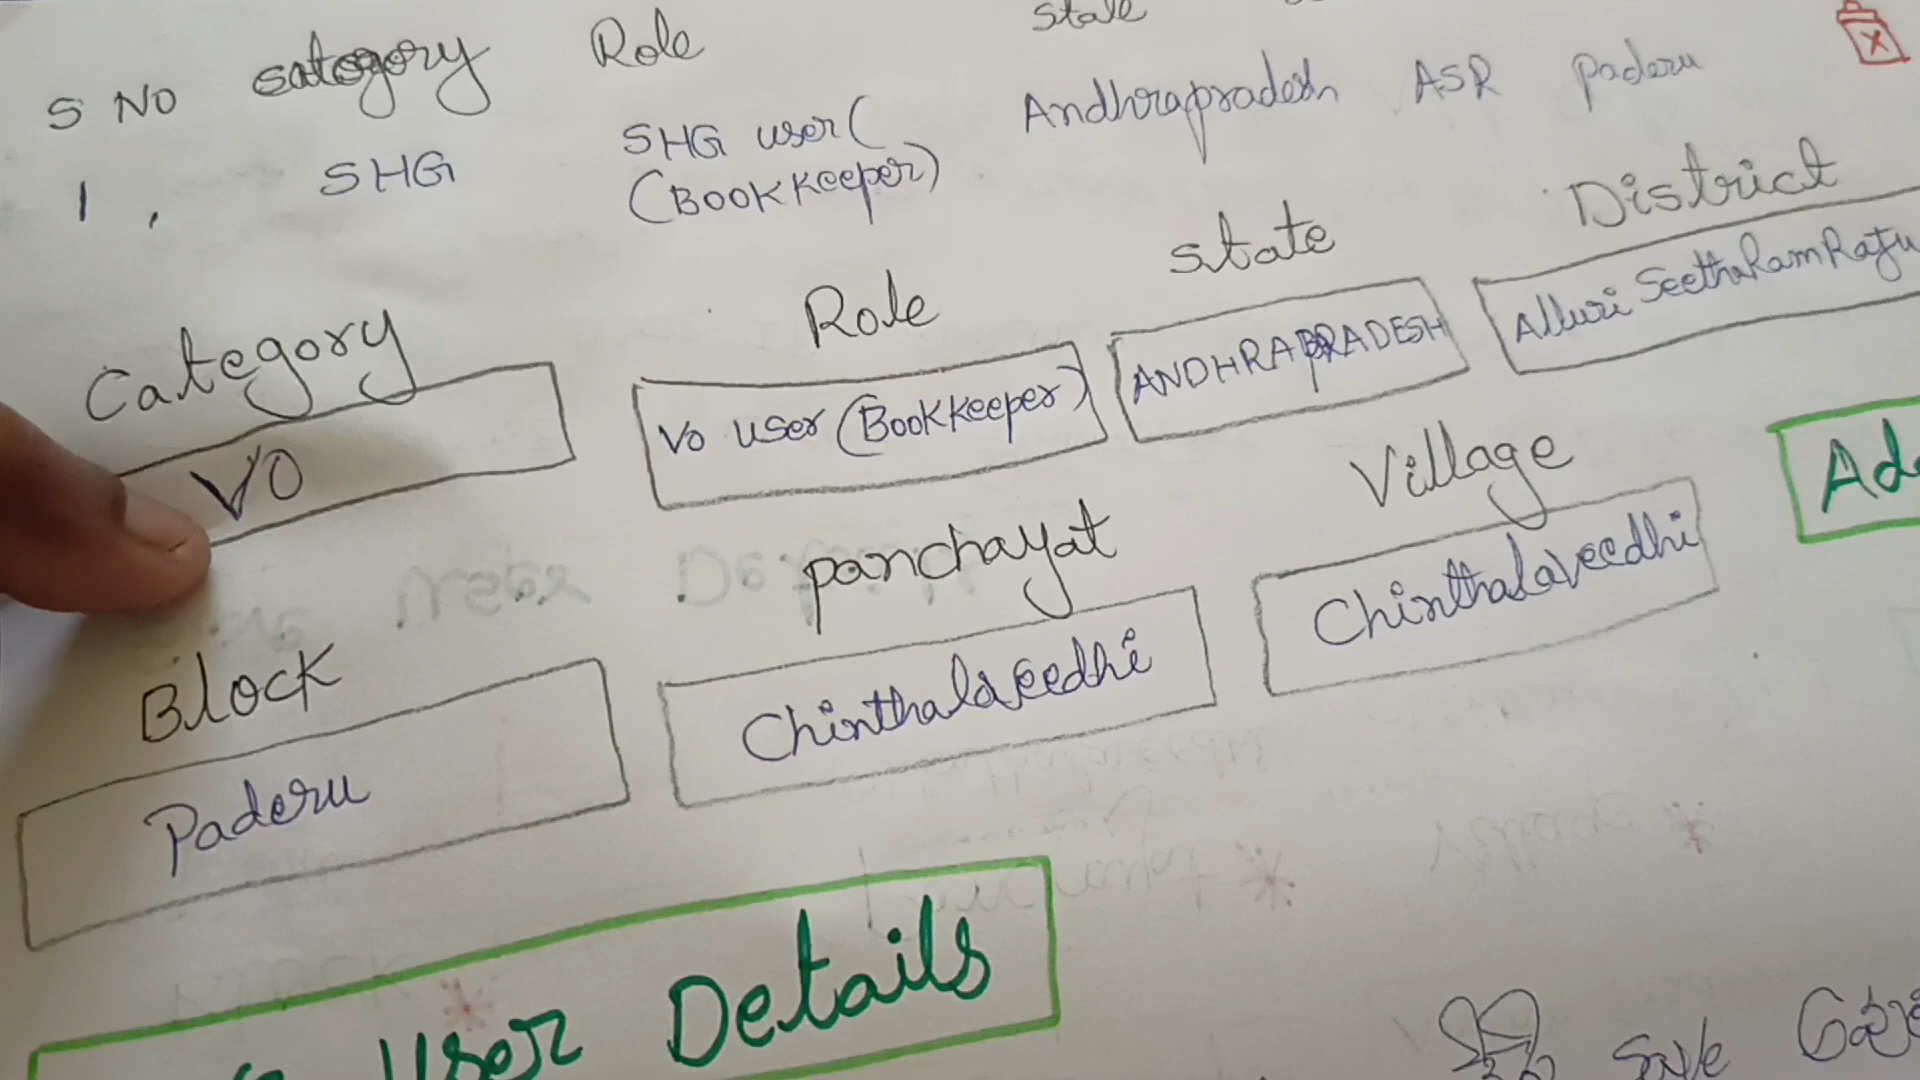 S NO category Role State
1, SHG SHG user(
(Bookkeeper) Andhrapradesh ASR Paderu
Category Role State District
VO VO user (Bookkeeper) ANDHRAPRADESH Alluri SeethaRamRaju
Block panchayat Village
Paderu Chinthalaveedhi Chinthalaveedhi
User Details
Save